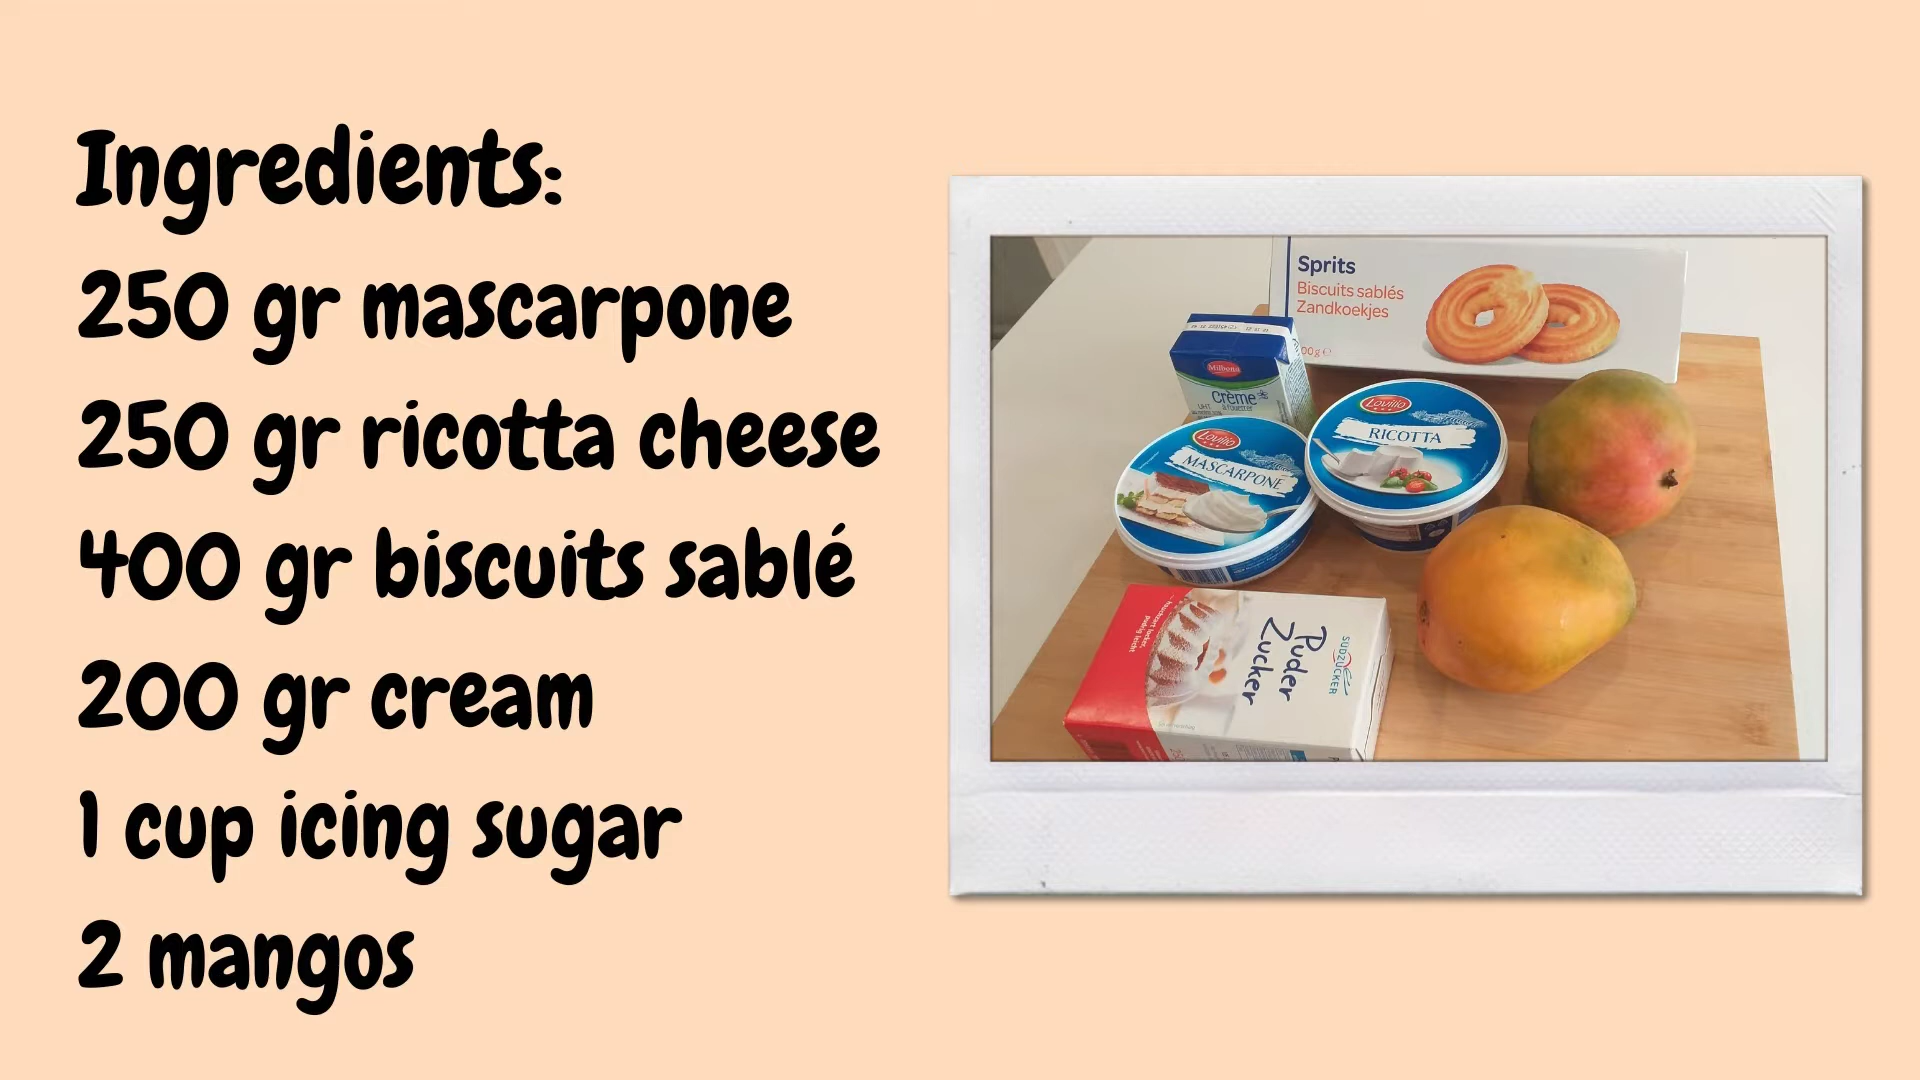 Ingredients:
250 gr mascarpone
250 gr ricotta cheese
400 gr biscuits sablé
200 gr cream
1 cup icing sugar
2 mangos
Sprits
Biscuits sablés
Zandkoekjes
Milbona
Crème
Lovilio
MASCARPONE
Lovilio
RICOTTA
SÜDZUCKER
Puder
Zucker